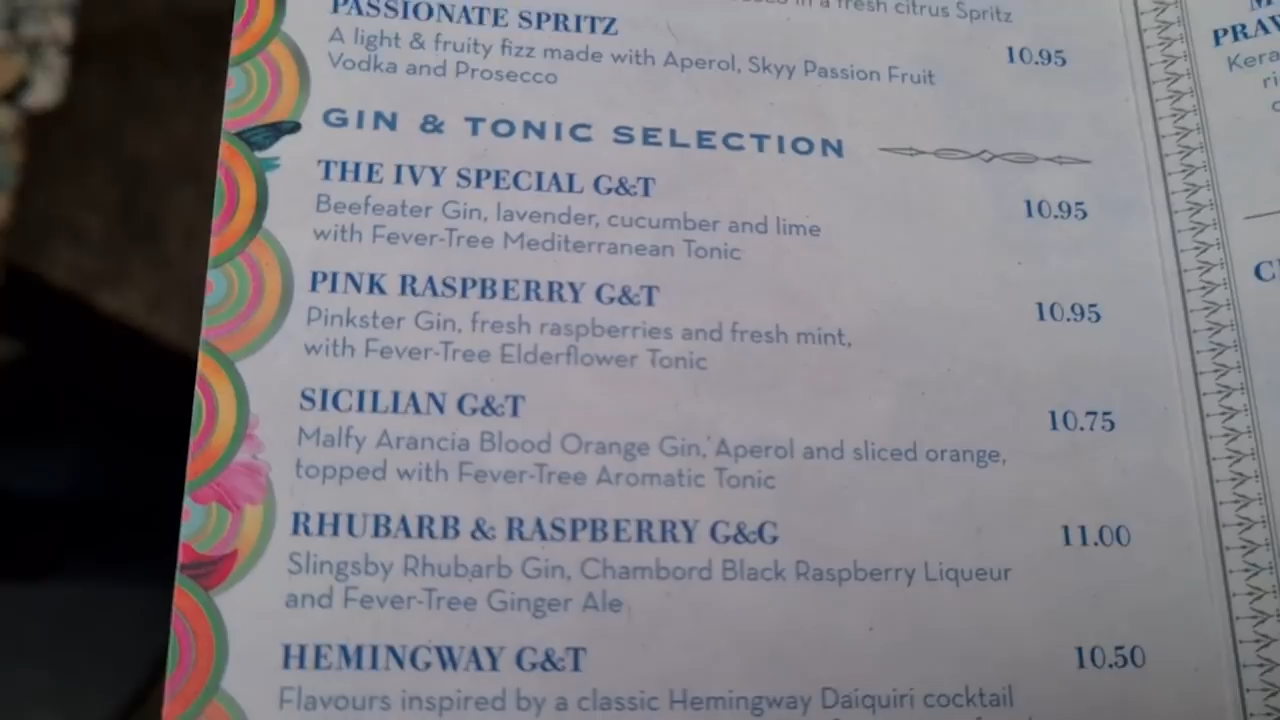 in a fresh citrus Spritz
PASSIONATE SPRITZ
10.95
A light & fruity fizz made with Aperol, Skyy Passion Fruit
Vodka and Prosecco
GIN & TONIC SELECTION
THE IVY SPECIAL G&T
10.95
Beefeater Gin, lavender, cucumber and lime
with Fever-Tree Mediterranean Tonic
PINK RASPBERRY G&T
10.95
Pinkster Gin, fresh raspberries and fresh mint,
with Fever-Tree Elderflower Tonic
SICILIAN G&T
10.75
Malfy Arancia Blood Orange Gin, Aperol and sliced orange,
topped with Fever-Tree Aromatic Tonic
RHUBARB & RASPBERRY G&G
11.00
Slingsby Rhubarb Gin, Chambord Black Raspberry Liqueur
and Fever-Tree Ginger Ale
HEMINGWAY G&T
10.50
Flavours inspired by a classic Hemingway Daiquiri cocktail